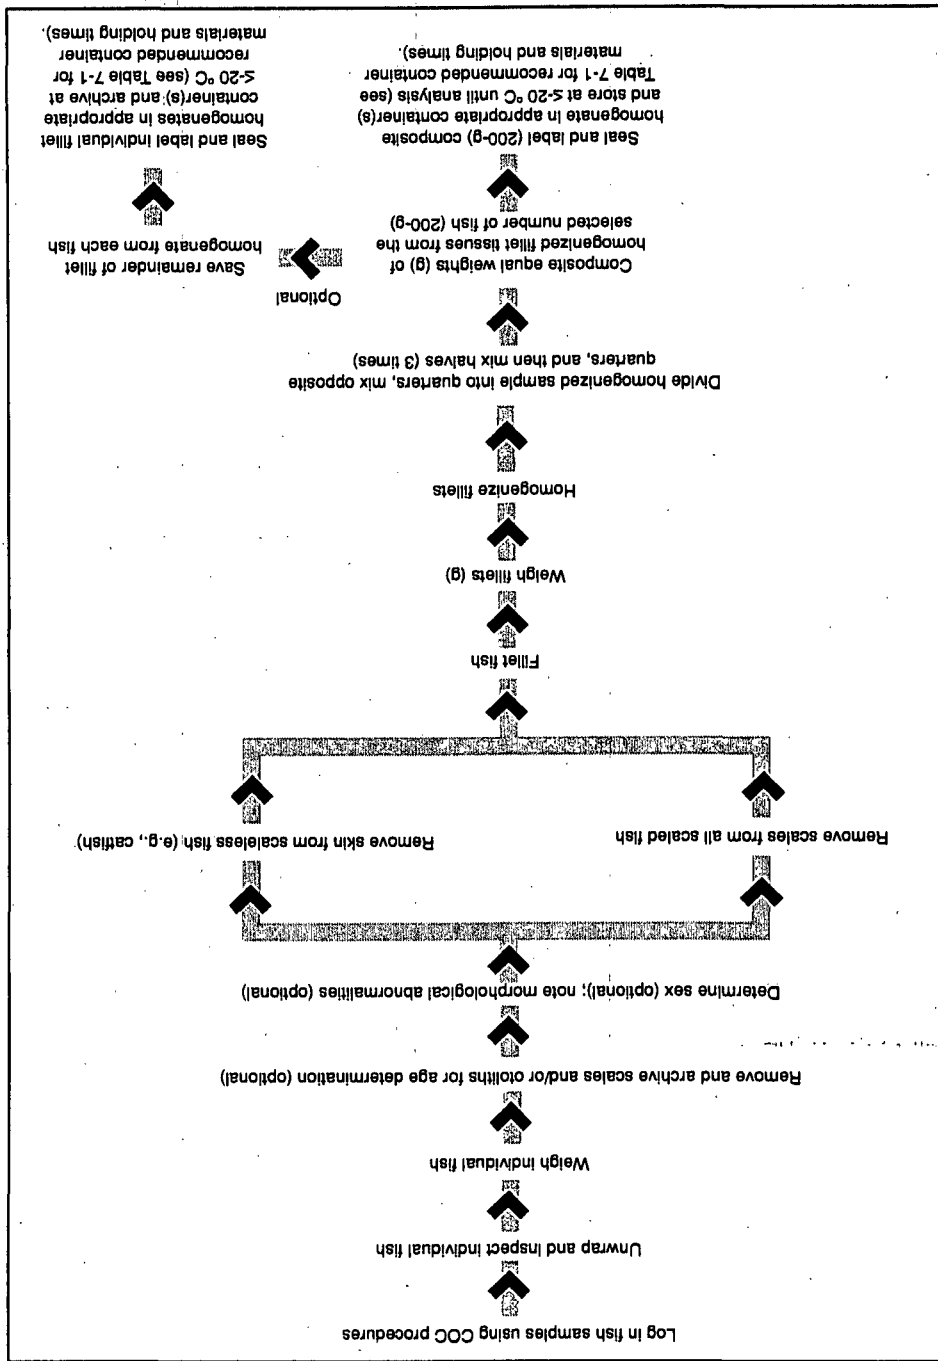 Log in fish samples using COC procedures
Unwrap and inspect individual fish
Weigh individual fish
Remove and archive scales and/or otoliths for age determination (optional)
Determine sex (optional); note morphological abnormalities (optional)
Remove scales from all scaled fish
Remove skin from scaleless fish (e.g., catfish)
Fillet fish
Weigh fillets (g)
Homogenize fillets
Divide homogenized sample into quarters, mix opposite
quarters, and then mix halves (3 times)
Composite equal weights (g) of
homogenized fillet tissues from the
selected number of fish (200-g)
Optional
Save remainder of fillet
homogenate from each fish
Seal and label (200-g) composite
homogenate in appropriate container(s)
and store at ≤-20 °C until analysis (see
Table 7-1 for recommended container
materials and holding times).
Seal and label individual fillet
homogenates in appropriate
container(s) and archive at
≤-20 °C (see Table 7-1 for
recommended container
materials and holding times).